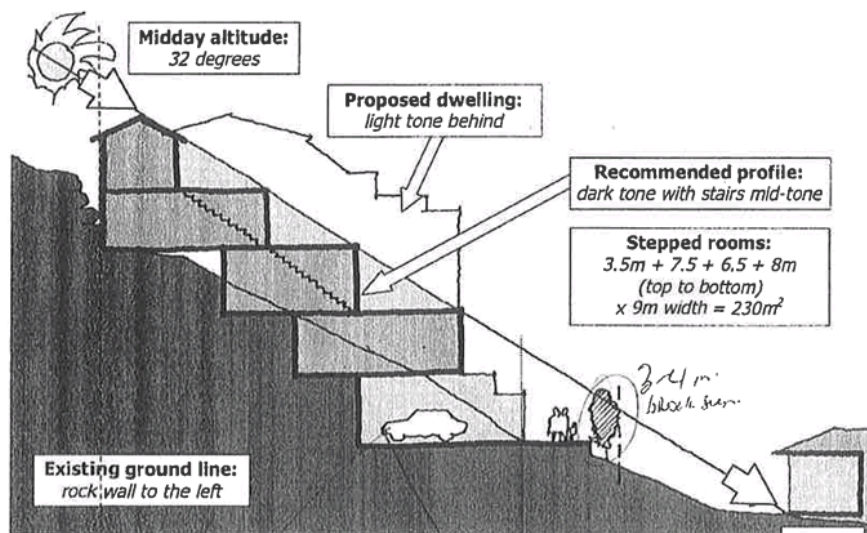 Midday altitude:
32 degrees
Proposed dwelling:
light tone behind
Recommended profile:
dark tone with stairs mid-tone
Stepped rooms:
3.5m + 7.5 + 6.5 + 8m
(top to bottom)
x 9m width = 230m²
Existing ground line:
rock wall to the left